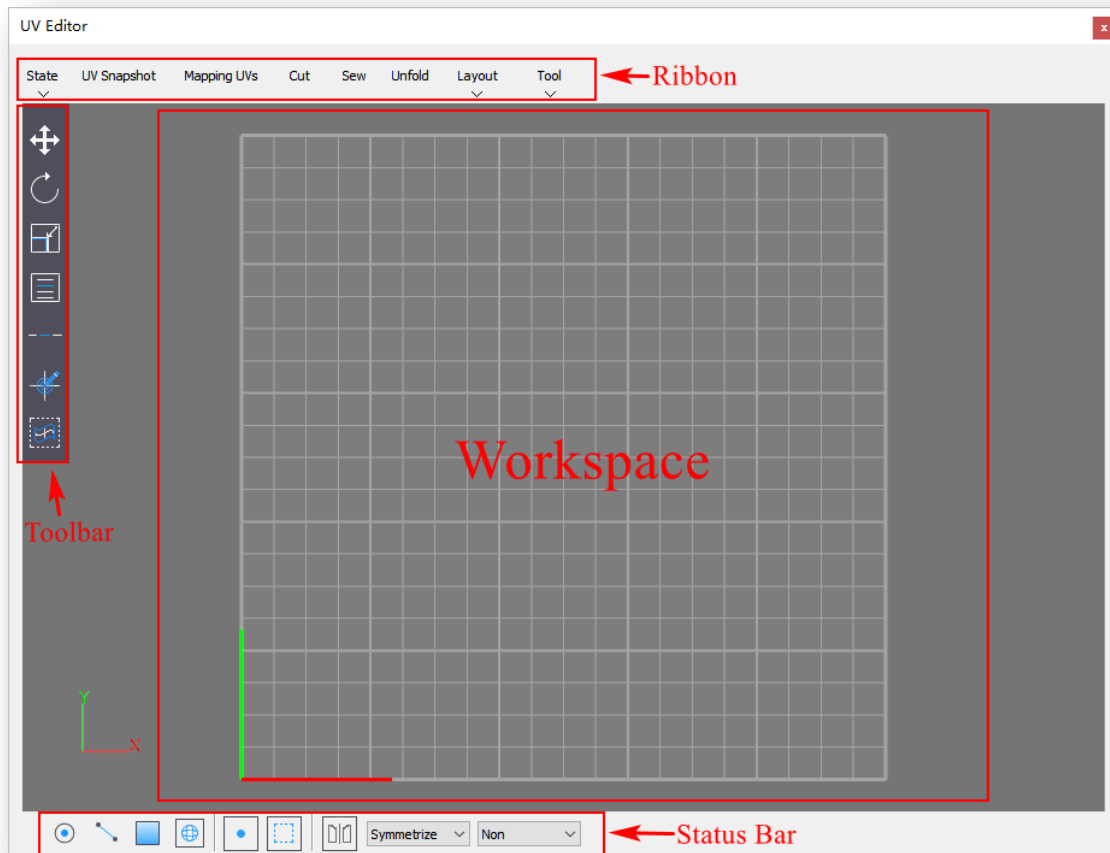 UV Editor
x
State UV Snapshot Mapping UVs Cut Sew Unfold Layout Tool
Ribbon
Workspace
Toolbar
Y
X
Symmetrize Non
Status Bar